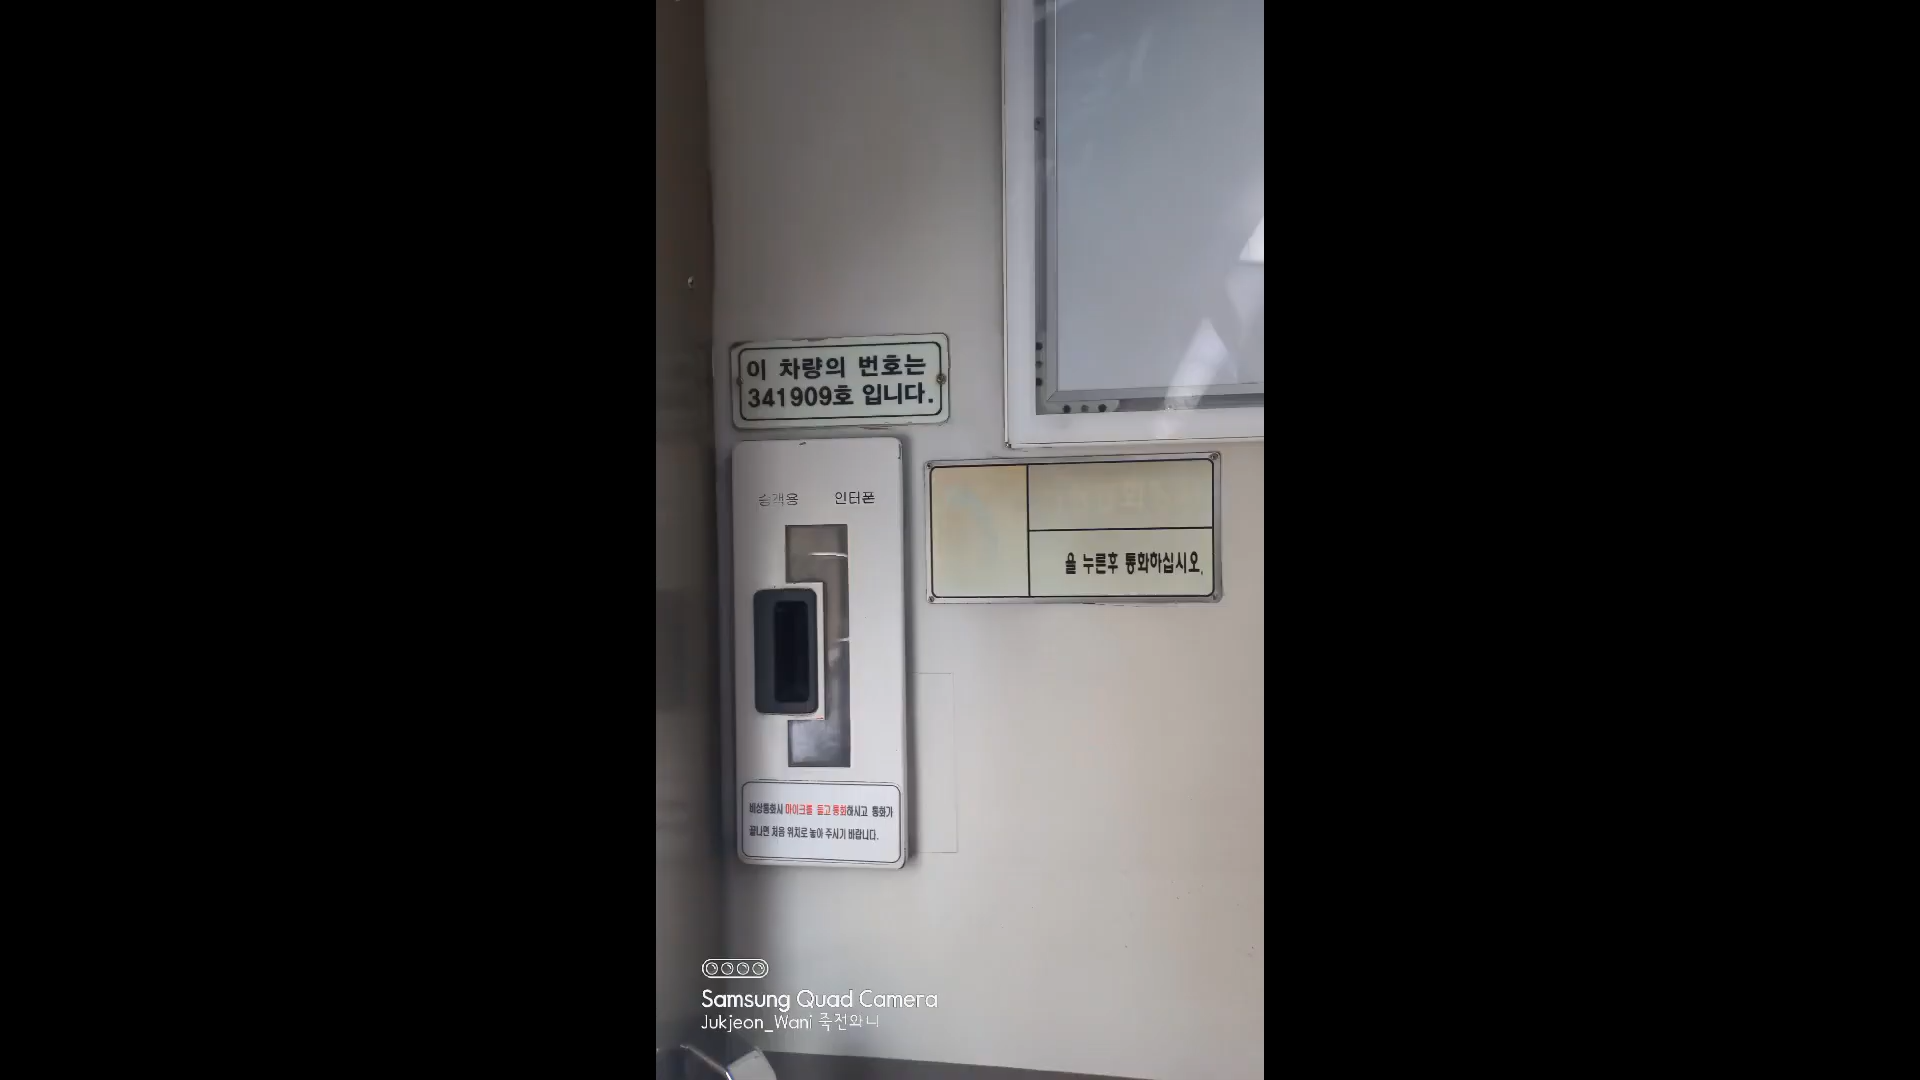 이 차량의 번호는
341909호 입니다.
승객용 인터폰
을 누른후 통화하십시오.
비상통화시 마이크를 들고 통화하시고 통화가
끝나면 처음 위치로 놓아 주시기 바랍니다.
Samsung Quad Camera
Jukjeon_Wani 죽전와니